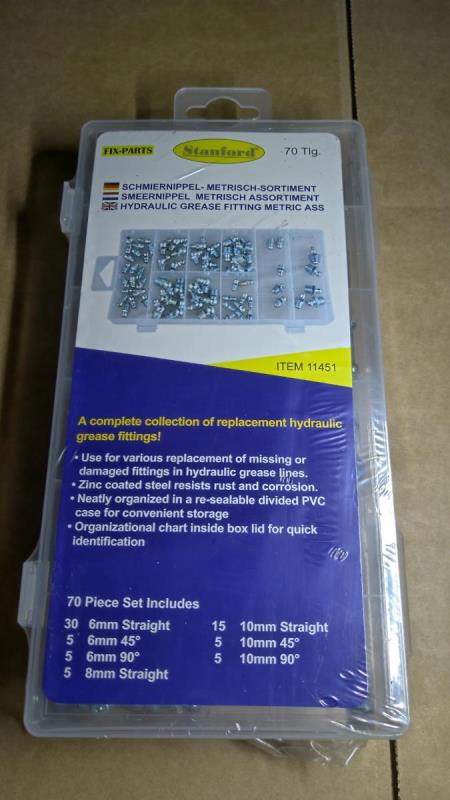 FIX-PARTS Stanford 70 Tlg.
SCHMIERNIPPEL- METRISCH-SORTIMENT
SMEERNIPPEL METRISCH ASSORTIMENT
HYDRAULIC GREASE FITTING METRIC ASS
ITEM 11451
A complete collection of replacement hydraulic
grease fittings!
• Use for various replacement of missing or
damaged fittings in hydraulic grease lines.
• Zinc coated steel resists rust and corrosion.
• Neatly organized in a re-sealable divided PVC
case for convenient storage
• Organizational chart inside box lid for quick
identification
70 Piece Set Includes
30 6mm Straight 15 10mm Straight
5 6mm 45° 5 10mm 45°
5 6mm 90° 5 10mm 90°
5 8mm Straight